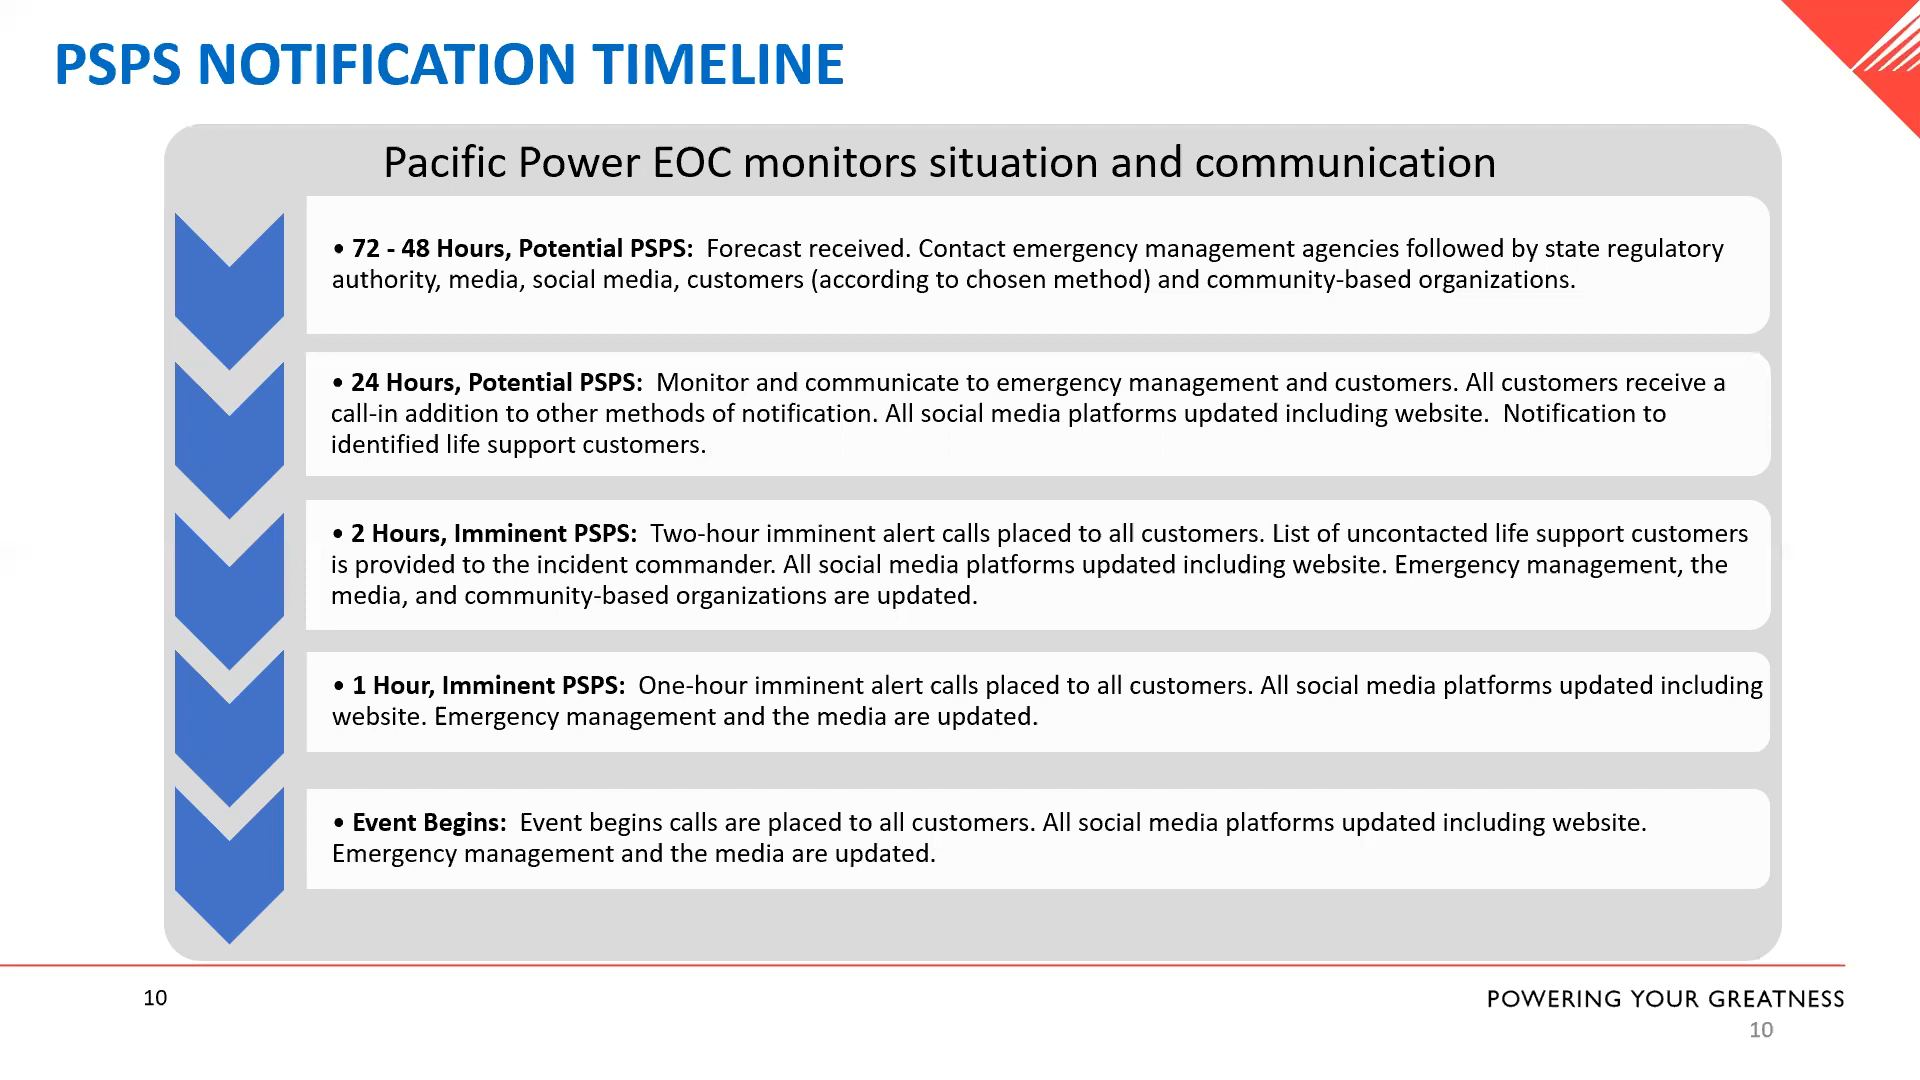 PSPS NOTIFICATION TIMELINE
Pacific Power EOC monitors situation and communication
• 72 - 48 Hours, Potential PSPS:  Forecast received. Contact emergency management agencies followed by state regulatory
authority, media, social media, customers (according to chosen method) and community-based organizations.
• 24 Hours, Potential PSPS:  Monitor and communicate to emergency management and customers. All customers receive a
call-in addition to other methods of notification. All social media platforms updated including website.  Notification to
identified life support customers.
• 2 Hours, Imminent PSPS:  Two-hour imminent alert calls placed to all customers. List of uncontacted life support customers
is provided to the incident commander. All social media platforms updated including website. Emergency management, the
media, and community-based organizations are updated.
• 1 Hour, Imminent PSPS:  One-hour imminent alert calls placed to all customers. All social media platforms updated including
website. Emergency management and the media are updated.
• Event Begins:  Event begins calls are placed to all customers. All social media platforms updated including website.
Emergency management and the media are updated.
10
POWERING YOUR GREATNESS
10